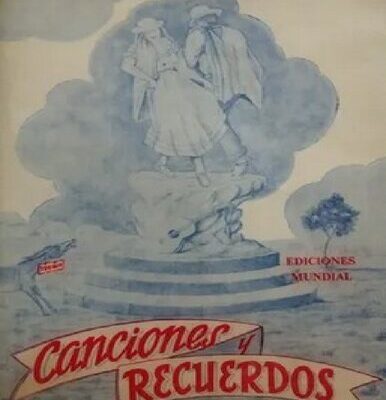 EDICIONES
MUNDIAL
Canciones y
RECUERDOS